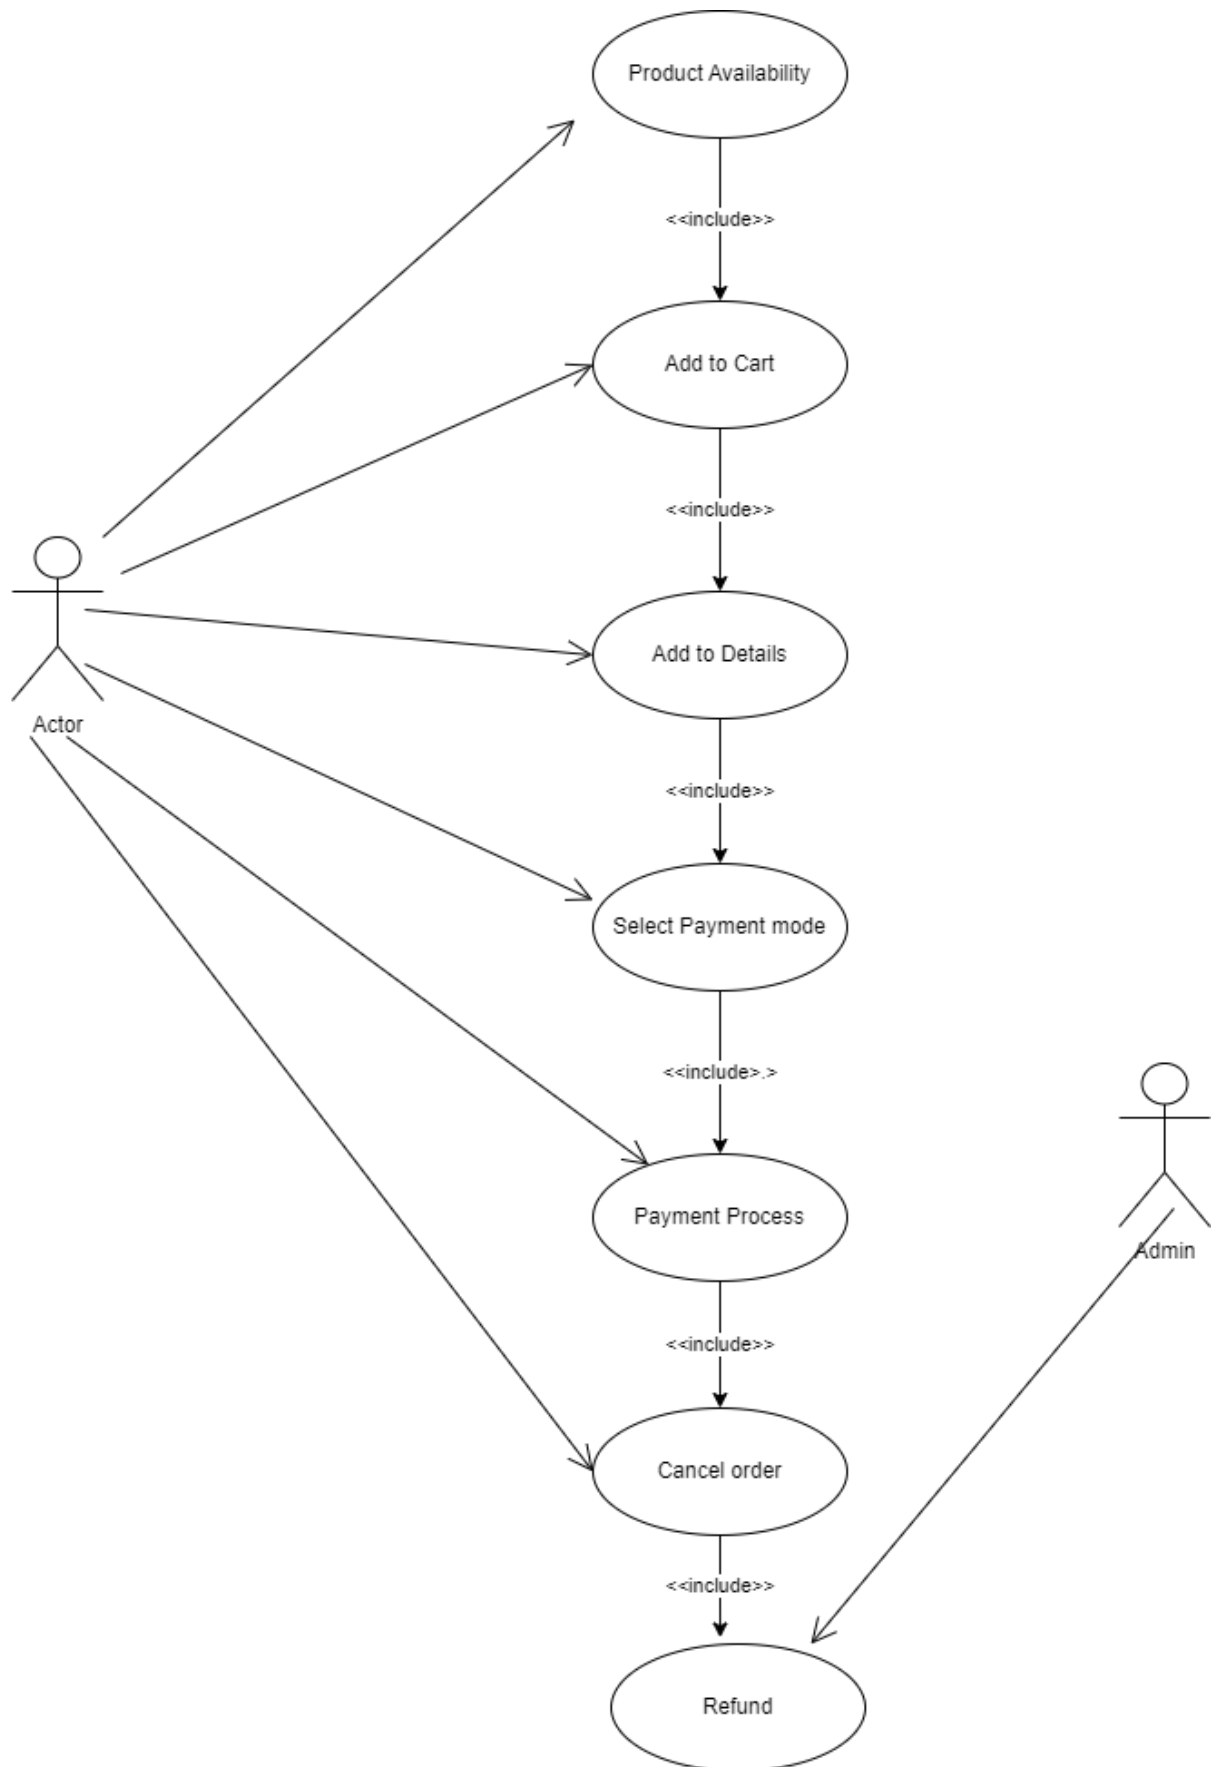 Product Availability
<<include>>
Add to Cart
<<include>>
Add to Details
Actor
<<include>>
Select Payment mode
<<include>.>
Payment Process
Admin
<<include>>
Cancel order
<<include>>
Refund